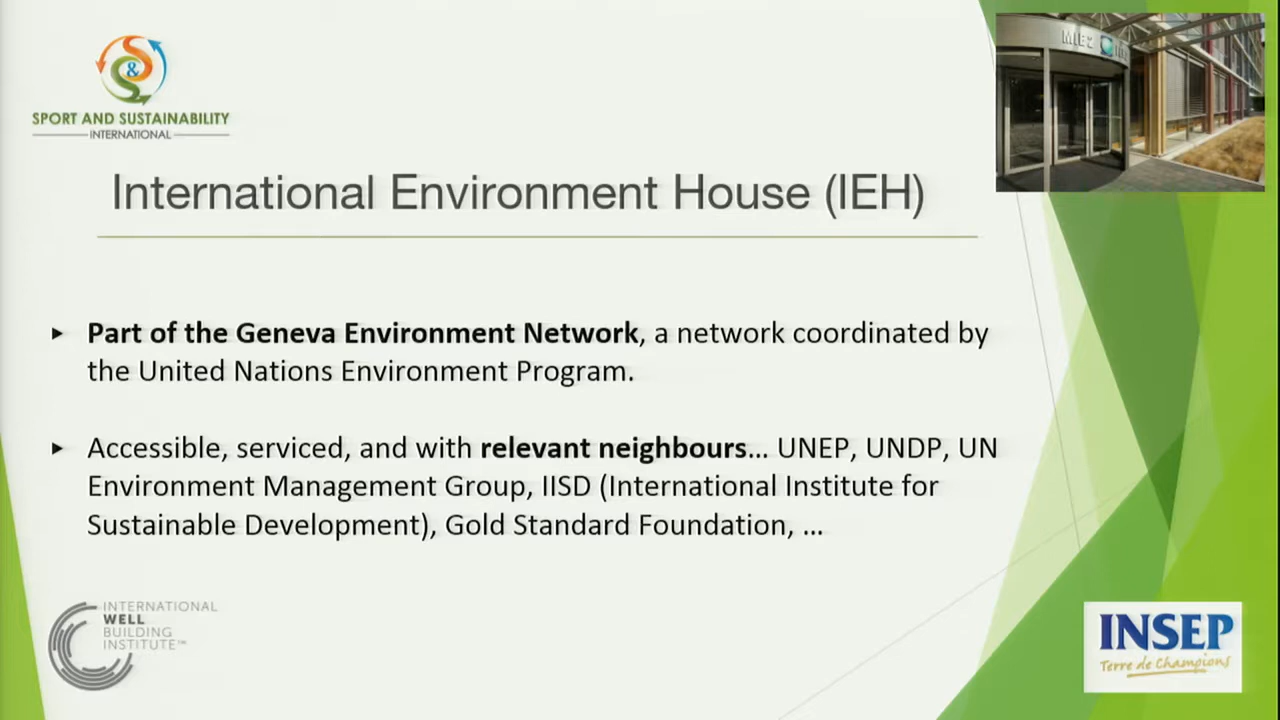 S&S
SPORT AND SUSTAINABILITY
INTERNATIONAL
MIE2
International Environment House (IEH)
Part of the Geneva Environment Network, a network coordinated by
the United Nations Environment Program.
Accessible, serviced, and with relevant neighbours… UNEP, UNDP, UN
Environment Management Group, IISD (International Institute for
Sustainable Development), Gold Standard Foundation, …
INTERNATIONAL
WELL
BUILDING
INSTITUTE™
INSEP
Terre de Champions